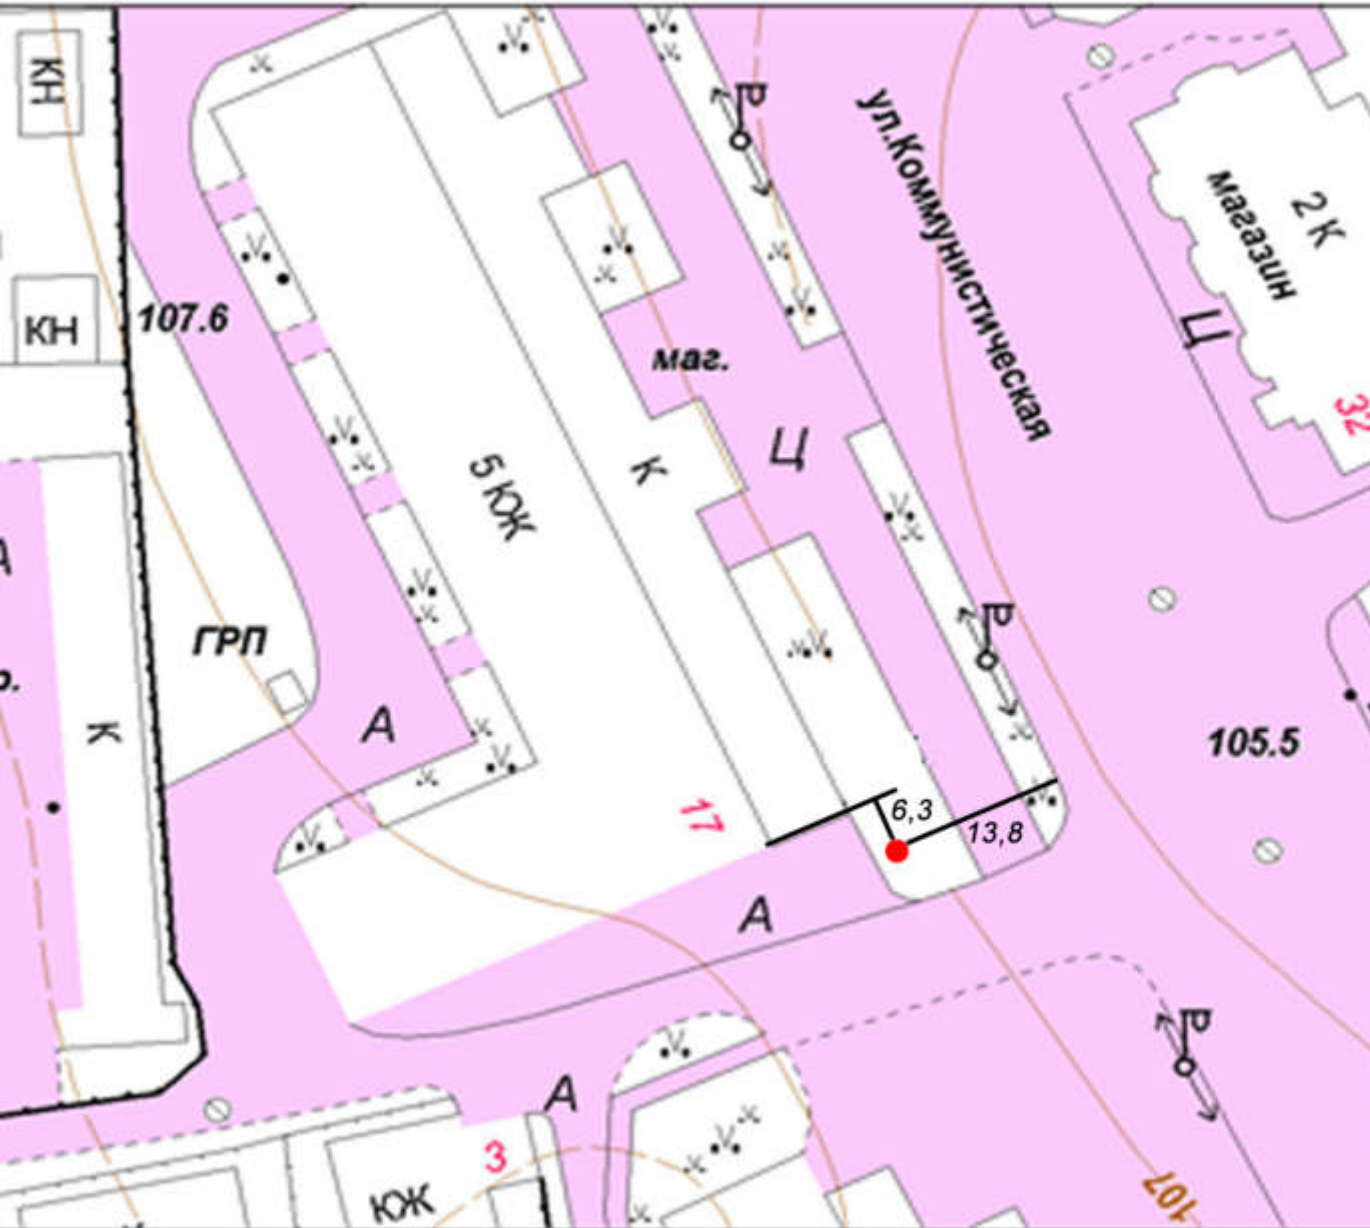 КН
КН
107.6
маг.
Ц
ул.Коммунистическая
2 К
магазин
Ц
32
5 КЖ
К
ГРП
К
А
17
6,3
13,8
105.5
А
А
3
КЖ
107